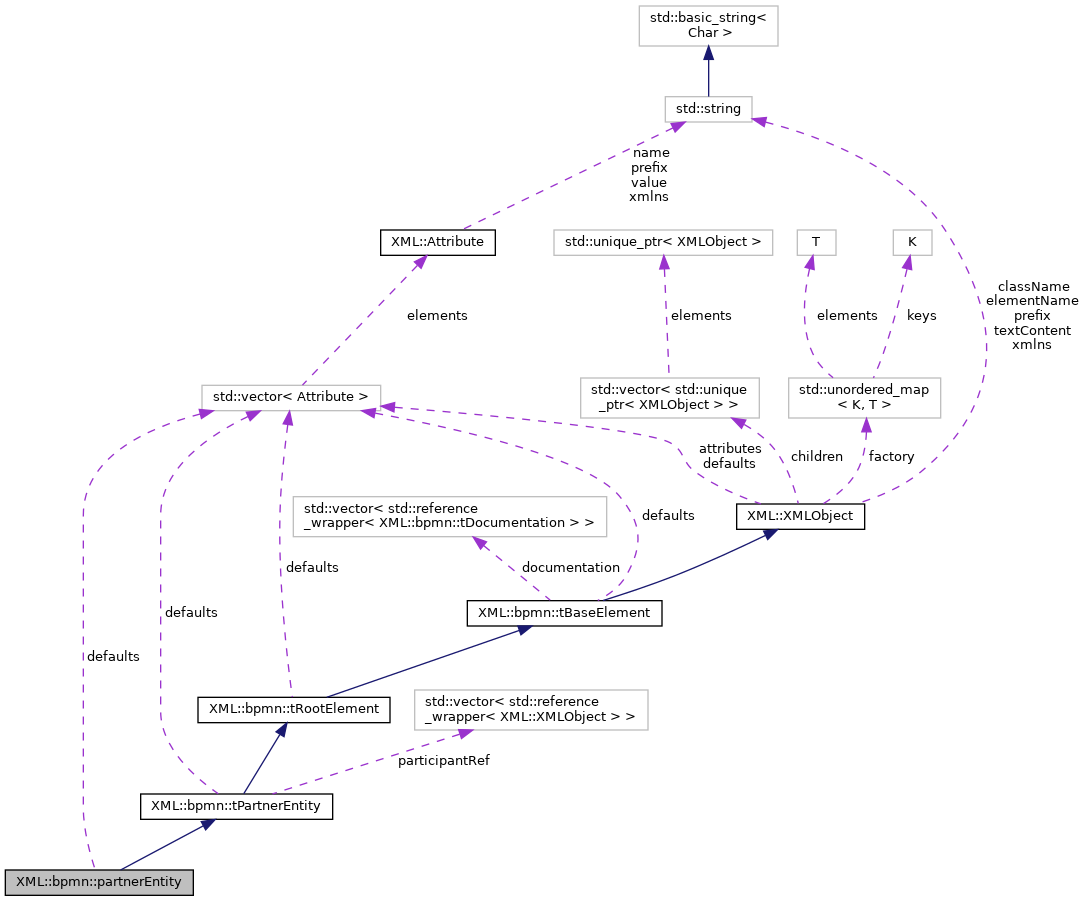 std::basic_string<
Char >
std::string
name
prefix
value
xmlns
XML::Attribute
std::unique_ptr< XMLObject >
T
K
className
elementName
prefix
textContent
xmlns
elements
elements
elements
keys
std::vector< Attribute >
std::vector< std::unique
_ptr< XMLObject > >
std::unordered_map
< K, T >
attributes
defaults
children
factory
std::vector< std::reference
_wrapper< XML::bpmn::tDocumentation > >
defaults
XML::XMLObject
defaults
documentation
defaults
XML::bpmn::tBaseElement
defaults
XML::bpmn::tRootElement
std::vector< std::reference
_wrapper< XML::XMLObject > >
participantRef
XML::bpmn::tPartnerEntity
XML::bpmn::partnerEntity